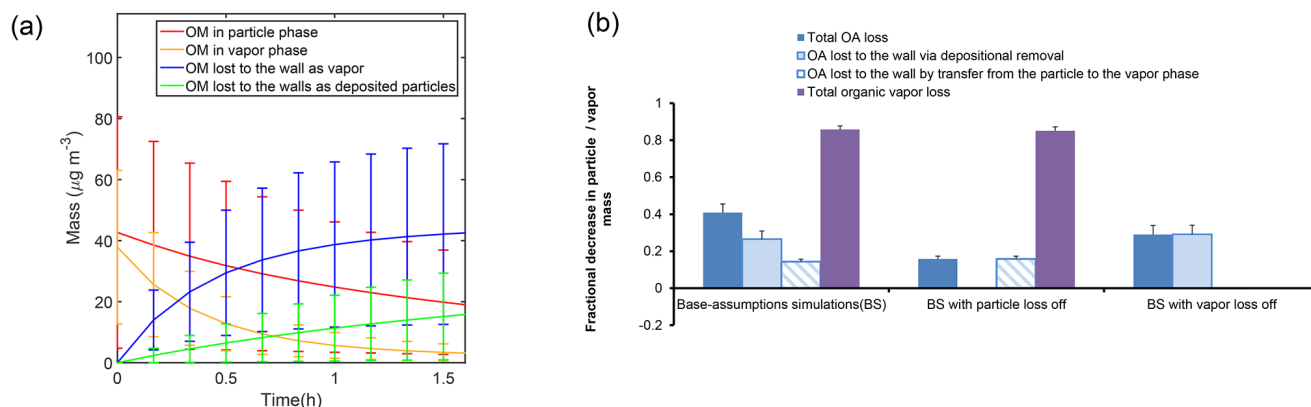 (a)
OM in particle phase
OM in vapor phase
OM lost to the wall as vapor
OM lost to the walls as deposited particles
Mass (μg m⁻³)
100
80
60
40
20
0
0
0.5
1
1.5
Time(h)
(b)
Total OA loss
OA lost to the wall via depositional removal
OA lost to the wall by transfer from the particle to the vapor phase
Total organic vapor loss
Fractional decrease in particle / vapor
mass
1
0.8
0.6
0.4
0.2
0
-0.2
Base-assumptions simulations(BS)
BS with particle loss off
BS with vapor loss off